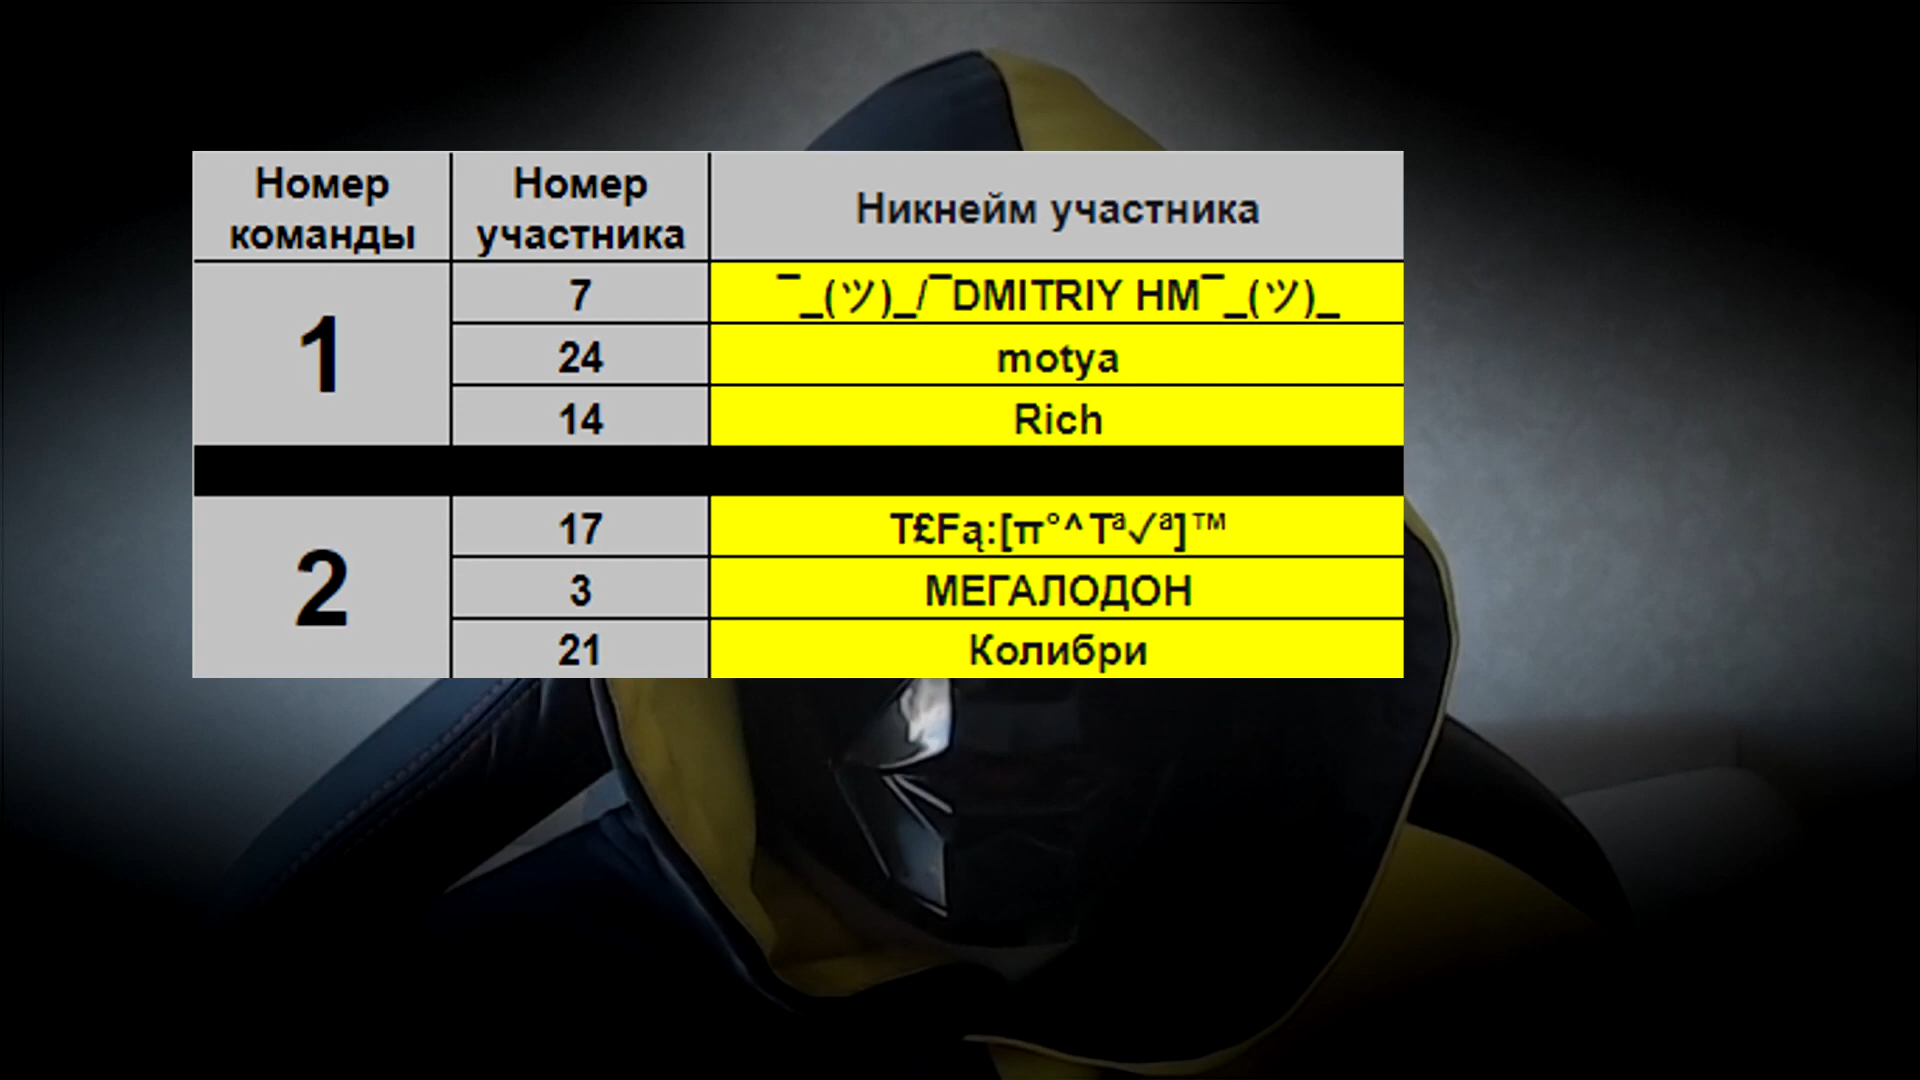 Номер команды
Номер участника
Никнейм участника
1
7
¯_(ツ)_/¯DMITRIY HM¯_(ツ)_
24
motya
14
Rich
2
17
T£Fą:[π°^Tª✓ª]™
3
МЕГАЛОДОН
21
Колибри